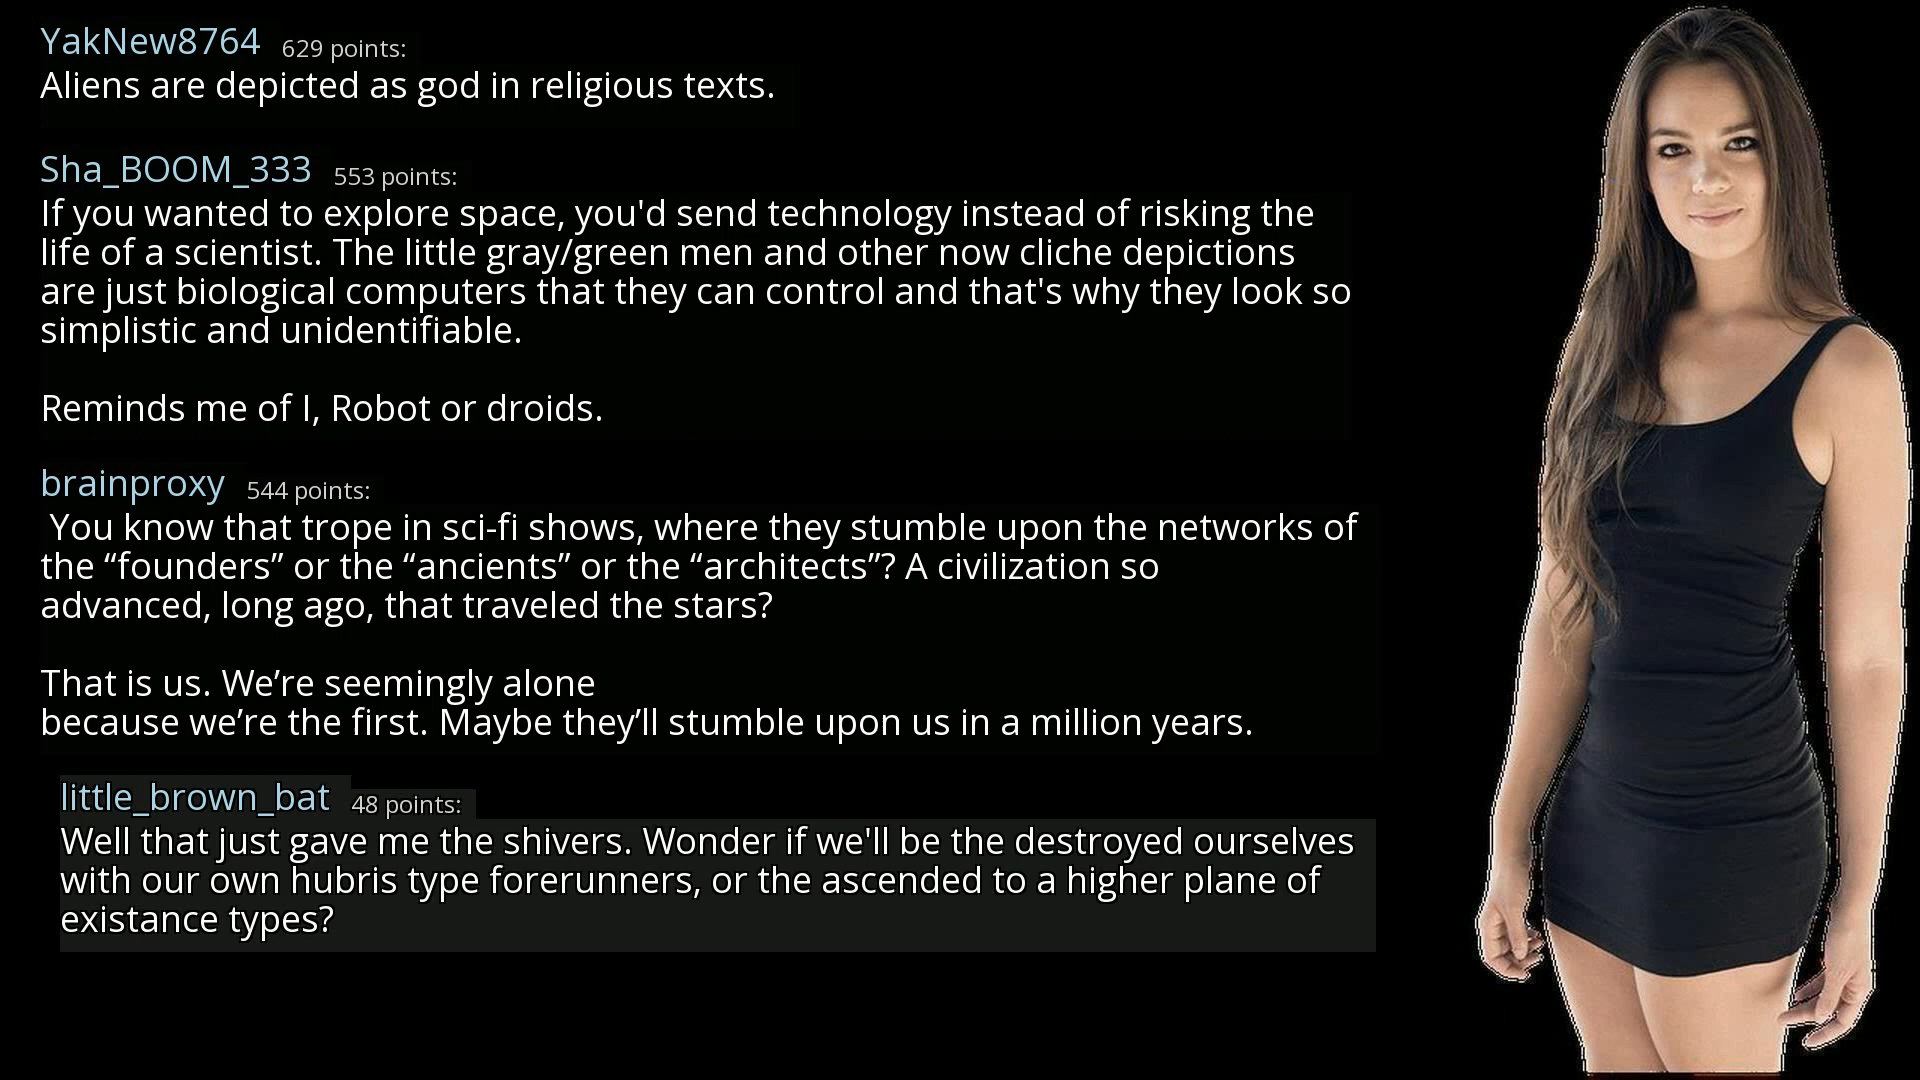 YakNew8764 629 points:
Aliens are depicted as god in religious texts.
Sha_BOOM_333 553 points:
If you wanted to explore space, you'd send technology instead of risking the
life of a scientist. The little gray/green men and other now cliche depictions
are just biological computers that they can control and that's why they look so
simplistic and unidentifiable.
Reminds me of I, Robot or droids.
brainproxy 544 points:
You know that trope in sci-fi shows, where they stumble upon the networks of
the “founders” or the “ancients” or the “architects”? A civilization so
advanced, long ago, that traveled the stars?
That is us. We’re seemingly alone
because we’re the first. Maybe they’ll stumble upon us in a million years.
little_brown_bat 48 points:
Well that just gave me the shivers. Wonder if we'll be the destroyed ourselves
with our own hubris type forerunners, or the ascended to a higher plane of
existance types?